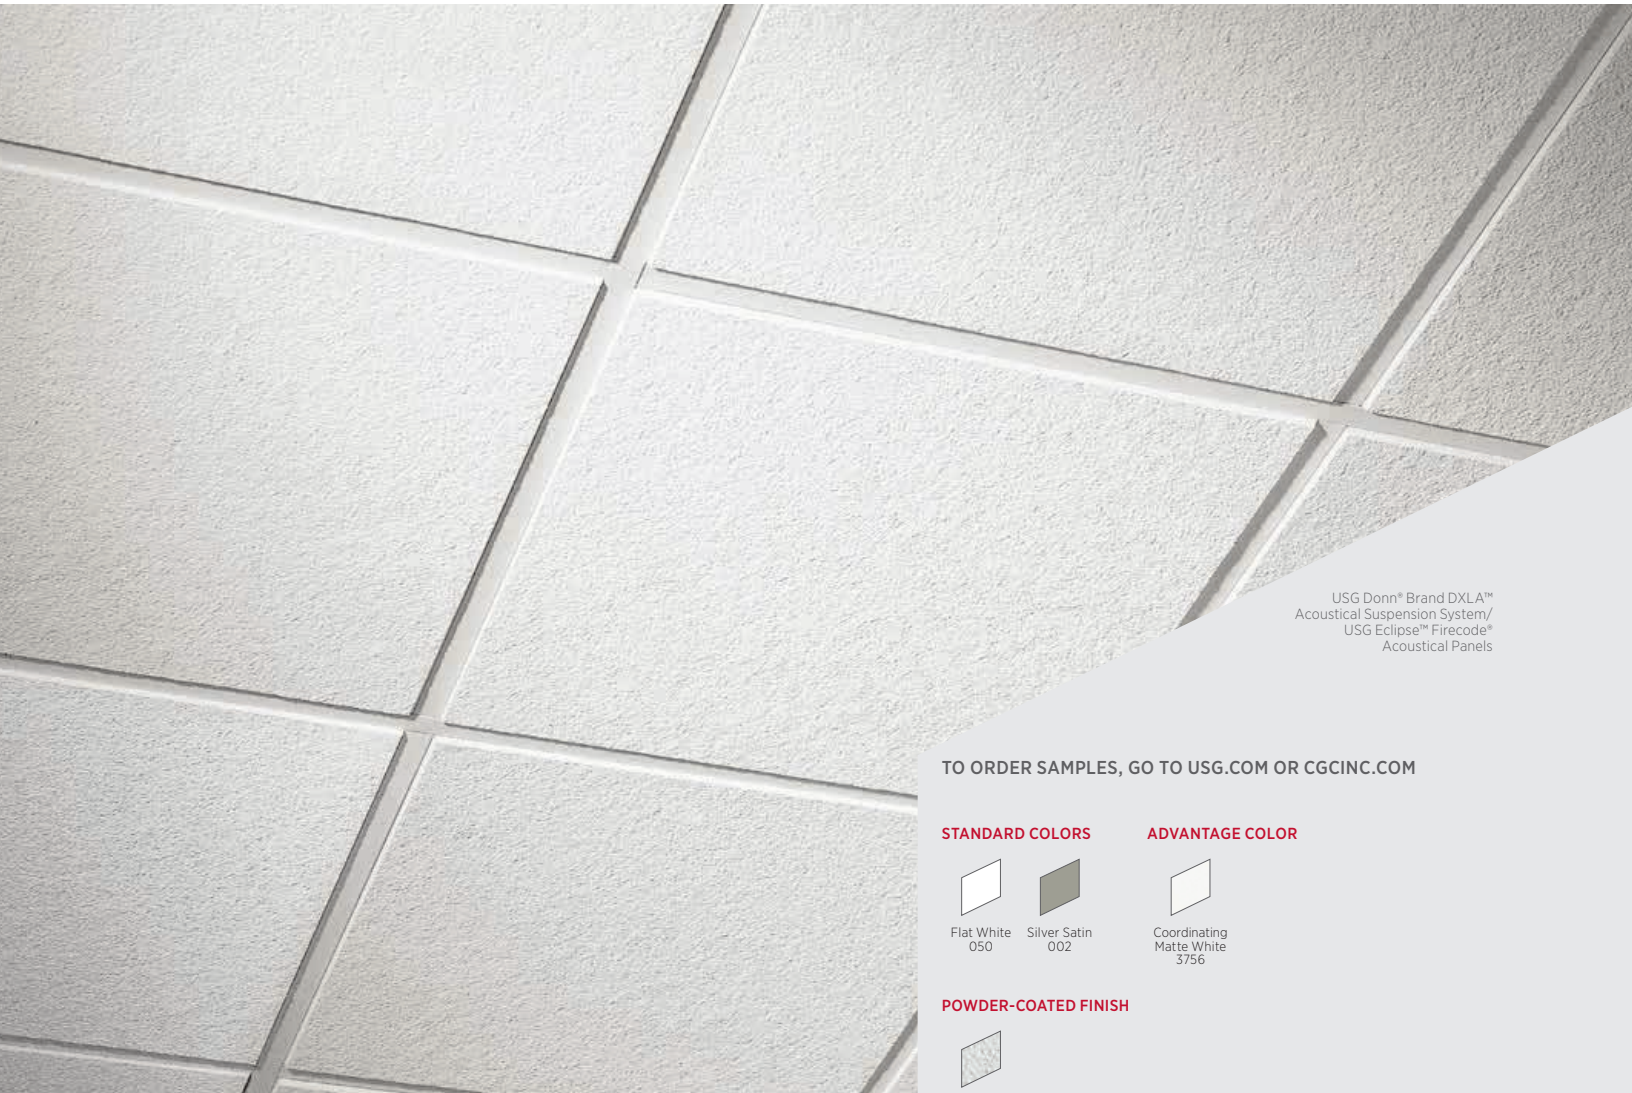 USG Donn® Brand DXLA™
Acoustical Suspension System/
USG Eclipse™ Firecode®
Acoustical Panels
TO ORDER SAMPLES, GO TO USG.COM OR CGCINC.COM
STANDARD COLORS
Flat White
050
Silver Satin
002
ADVANTAGE COLOR
Coordinating
Matte White
3756
POWDER-COATED FINISH